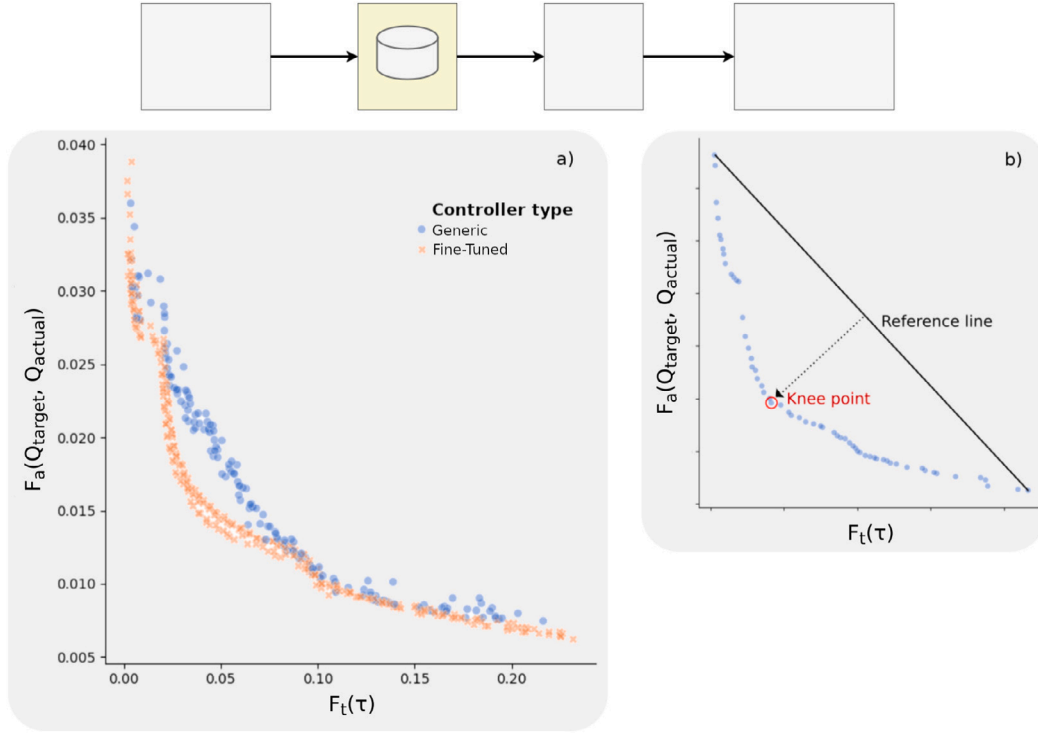 a)
0.040
0.035
0.030
0.025
0.020
0.015
0.010
0.005
Fa(Qtarget, Qactual)
Controller type
Generic
Fine-Tuned
0.00 0.05 0.10 0.15 0.20
Ft(τ)
b)
Fa(Qtarget, Qactual)
Reference line
Knee point
Ft(τ)